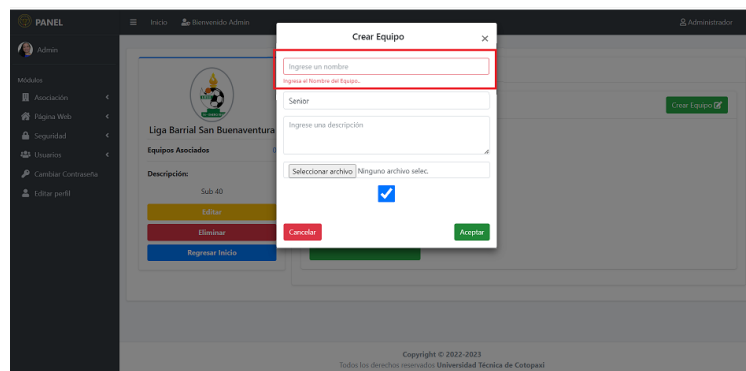 PANEL
Inicio
Bienvenido Admin
Administrador
Admin
Módulos
Asociación
Página Web
Seguridad
Usuarios
Cambiar Contraseña
Editar perfil
Liga Barrial San Buenaventura
Equipos Asociados
Descripción:
Sub 40
Editar
Eliminar
Regresar Inicio
Crear Equipo
Crear Equipo
×
Ingrese un nombre
Ingresa el Nombre del Equipo..
Senior
Ingrese una descripción
Seleccionar archivo Ninguno archivo selec.
Cancelar
Aceptar
Copyright © 2022-2023
Todos los derechos reservados Universidad Técnica de Cotopaxi